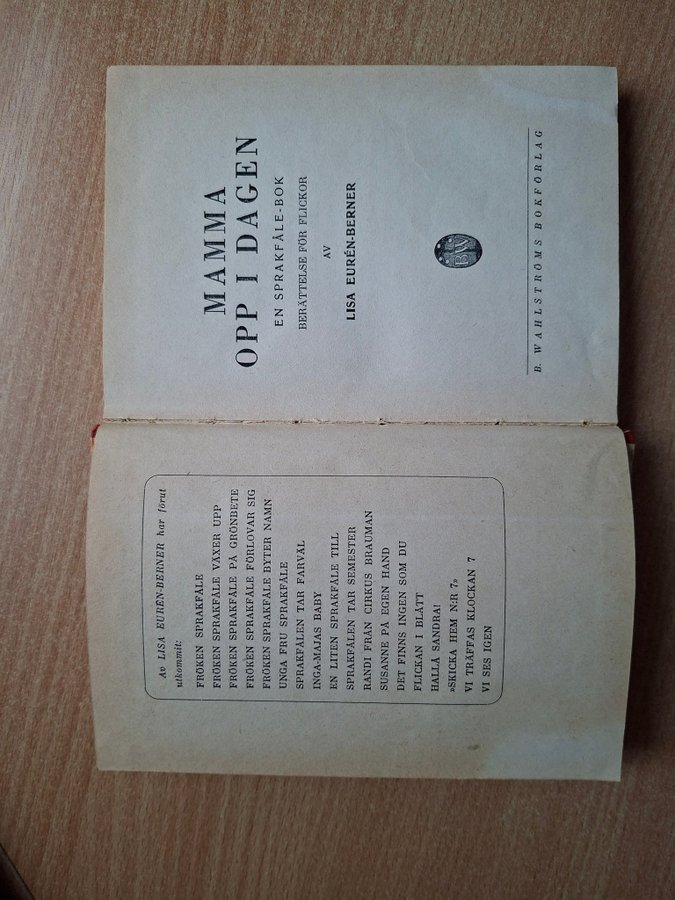 Av LISA EURÉN-BERNER har förut
utkommit:
FRÖKEN SPRAKFÅLE
FRÖKEN SPRAKFÅLE VÄXER UPP
FRÖKEN SPRAKFÅLE PÅ GRÖNBETE
FRÖKEN SPRAKFÅLE FÖRLOVAR SIG
FRÖKEN SPRAKFÅLE BYTER NAMN
UNGA FRU SPRAKFÅLE
SPRAKFÅLEN TAR FARVÄL
INGA-MAJAS BABY
EN LITEN SPRAKFÅLE TILL
SPRAKFÅLEN TAR SEMESTER
RANDI FRÅN CIRKUS BRAUMAN
SUSANNE PÅ EGEN HAND
DET FINNS INGEN SOM DU
FLICKAN I BLÅTT
HALLÅ SANDRA!
»SKICKA HEM N:R 7»
VI TRÄFFAS KLOCKAN 7
VI SES IGEN
MAMMA
OPP I DAGEN
EN SPRAKFÅLE-BOK
BERÄTTELSE FÖR FLICKOR
AV
LISA EURÉN-BERNER
BW
B. WAHLSTRÖMS BOKFÖRLAG